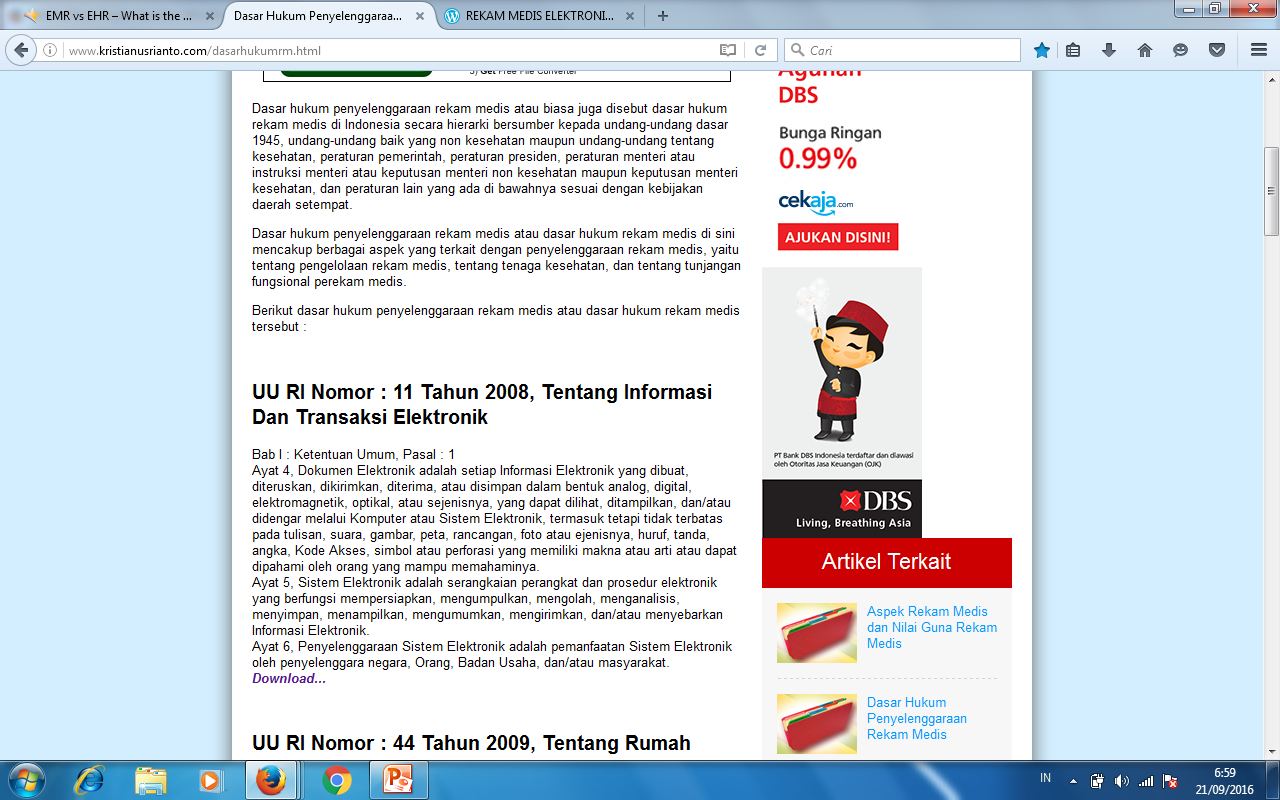 EMR vs EHR – What is the ...
Dasar Hukum Penyelenggaraa...
REKAM MEDIS ELEKTRONI...
www.kristianusrianto.com/dasarhukumrm.html
Cari
3) Get Free File Converter
Dasar hukum penyelenggaraan rekam medis atau biasa juga disebut dasar hukum
rekam medis di Indonesia secara hierarki bersumber kepada undang-undang dasar
1945, undang-undang baik yang non kesehatan maupun undang-undang tentang
kesehatan, peraturan pemerintah, peraturan presiden, peraturan menteri atau
instruksi menteri atau keputusan menteri non kesehatan maupun keputusan menteri
kesehatan, dan peraturan lain yang ada di bawahnya sesuai dengan kebijakan
daerah setempat.
Dasar hukum penyelenggaraan rekam medis atau dasar hukum rekam medis di sini
mencakup berbagai aspek yang terkait dengan penyelenggaraan rekam medis, yaitu
tentang pengelolaan rekam medis, tentang tenaga kesehatan, dan tentang tunjangan
fungsional perekam medis.
Berikut dasar hukum penyelenggaraan rekam medis atau dasar hukum rekam medis
tersebut :
UU RI Nomor : 11 Tahun 2008, Tentang Informasi
Dan Transaksi Elektronik
Bab I : Ketentuan Umum, Pasal : 1
Ayat 4, Dokumen Elektronik adalah setiap Informasi Elektronik yang dibuat,
diteruskan, dikirimkan, diterima, atau disimpan dalam bentuk analog, digital,
elektromagnetik, optikal, atau sejenisnya, yang dapat dilihat, ditampilkan, dan/atau
didengar melalui Komputer atau Sistem Elektronik, termasuk tetapi tidak terbatas
pada tulisan, suara, gambar, peta, rancangan, foto atau ejenisnya, huruf, tanda,
angka, Kode Akses, simbol atau perforasi yang memiliki makna atau arti atau dapat
dipahami oleh orang yang mampu memahaminya.
Ayat 5, Sistem Elektronik adalah serangkaian perangkat dan prosedur elektronik
yang berfungsi mempersiapkan, mengumpulkan, mengolah, menganalisis,
menyimpan, menampilkan, mengumumkan, mengirimkan, dan/atau menyebarkan
Informasi Elektronik.
Ayat 6, Penyelenggaraan Sistem Elektronik adalah pemanfaatan Sistem Elektronik
oleh penyelenggara negara, Orang, Badan Usaha, dan/atau masyarakat.
Download...
UU RI Nomor : 44 Tahun 2009, Tentang Rumah
Agunan
DBS
Bunga Ringan
0.99%
cekaja.com
AJUKAN DISINI!
PT Bank DBS Indonesia terdaftar dan diawasi
oleh Otoritas Jasa Keuangan (OJK)
DBS
Living, Breathing Asia
Artikel Terkait
Aspek Rekam Medis
dan Nilai Guna Rekam
Medis
Dasar Hukum
Penyelenggaraan
Rekam Medis
IN
6:59
21/09/2016